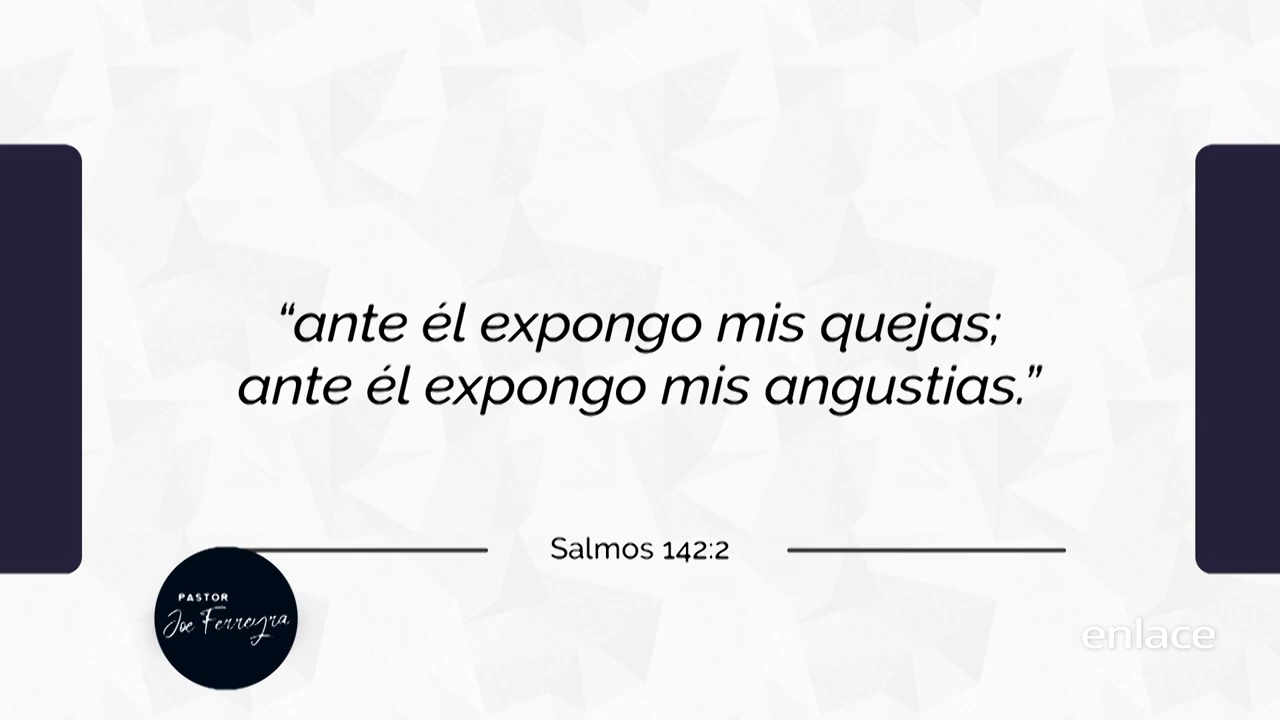 “ante él expongo mis quejas;
ante él expongo mis angustias.”
Salmos 142:2
PASTOR
Joe Ferreyra
enlace